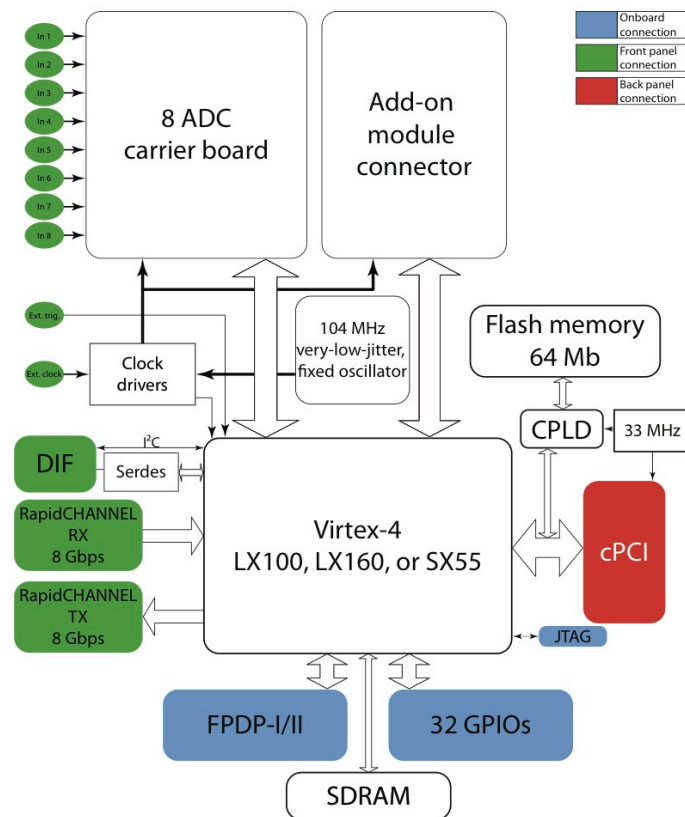 In 1
In 2
In 3
In 4
In 5
In 6
In 7
In 8
8 ADC
carrier board
Add-on
module
connector
Onboard
connection
Front panel
connection
Back panel
connection
Ext. trig.
Ext. clock
Clock
drivers
104 MHz
very-low-jitter,
fixed oscillator
Flash memory
64 Mb
CPLD
33 MHz
I²C
DIF
Serdes
RapidCHANNEL
RX
8 Gbps
RapidCHANNEL
TX
8 Gbps
Virtex-4
LX100, LX160, or SX55
cPCI
JTAG
FPDP-I/II
32 GPIOs
SDRAM